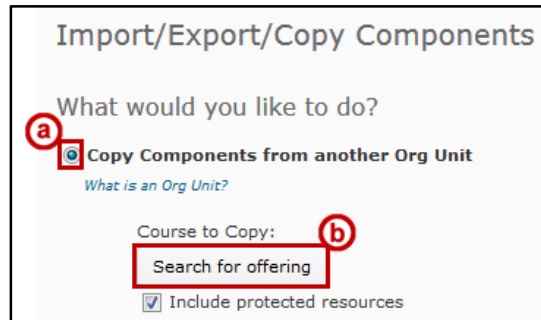 Import/Export/Copy Components
What would you like to do?
a
Copy Components from another Org Unit
What is an Org Unit?
Course to Copy:
b
Search for offering
Include protected resources